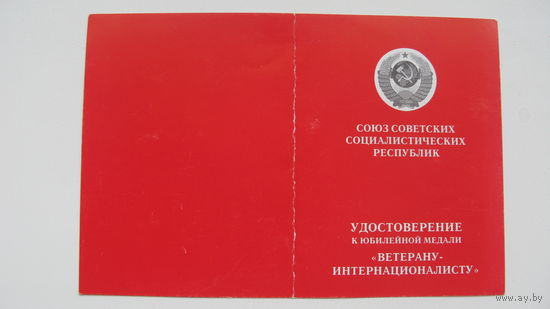 СОЮЗ СОВЕТСКИХ
СОЦИАЛИСТИЧЕСКИХ
РЕСПУБЛИК
УДОСТОВЕРЕНИЕ
К ЮБИЛЕЙНОЙ МЕДАЛИ
«ВЕТЕРАНУ-
ИНТЕРНАЦИОНАЛИСТУ»
© www.ay.by